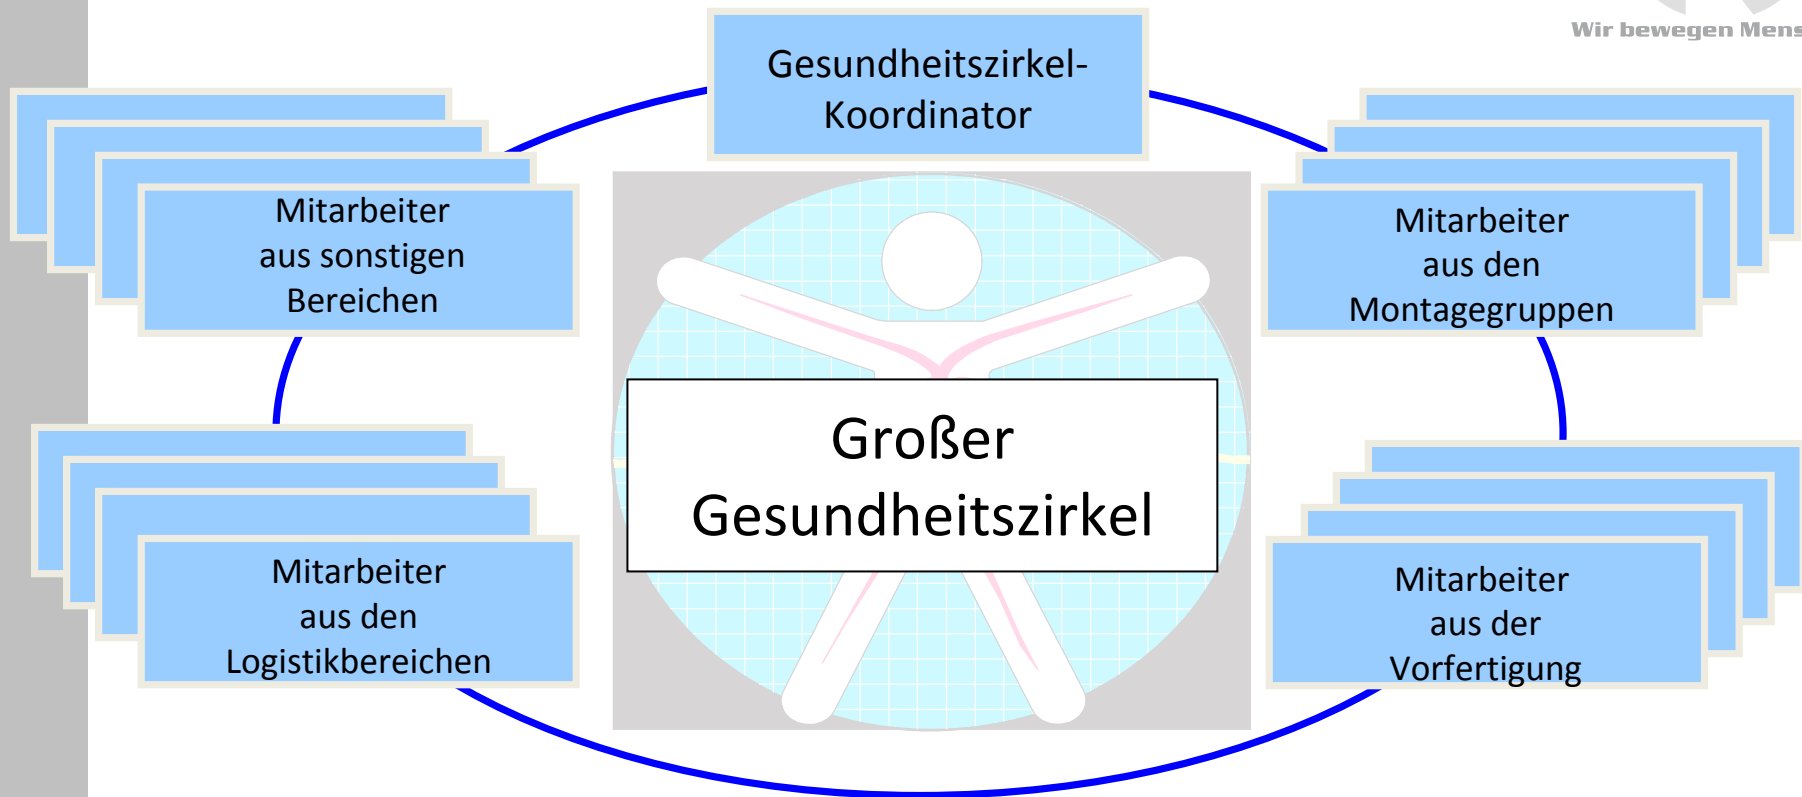 Wir bewegen Mens
Gesundheitszirkel-
Koordinator
Mitarbeiter
aus sonstigen
Bereichen
Mitarbeiter
aus den
Montagegruppen
Großer
Gesundheitszirkel
Mitarbeiter
aus den
Logistikbereichen
Mitarbeiter
aus der
Vorfertigung